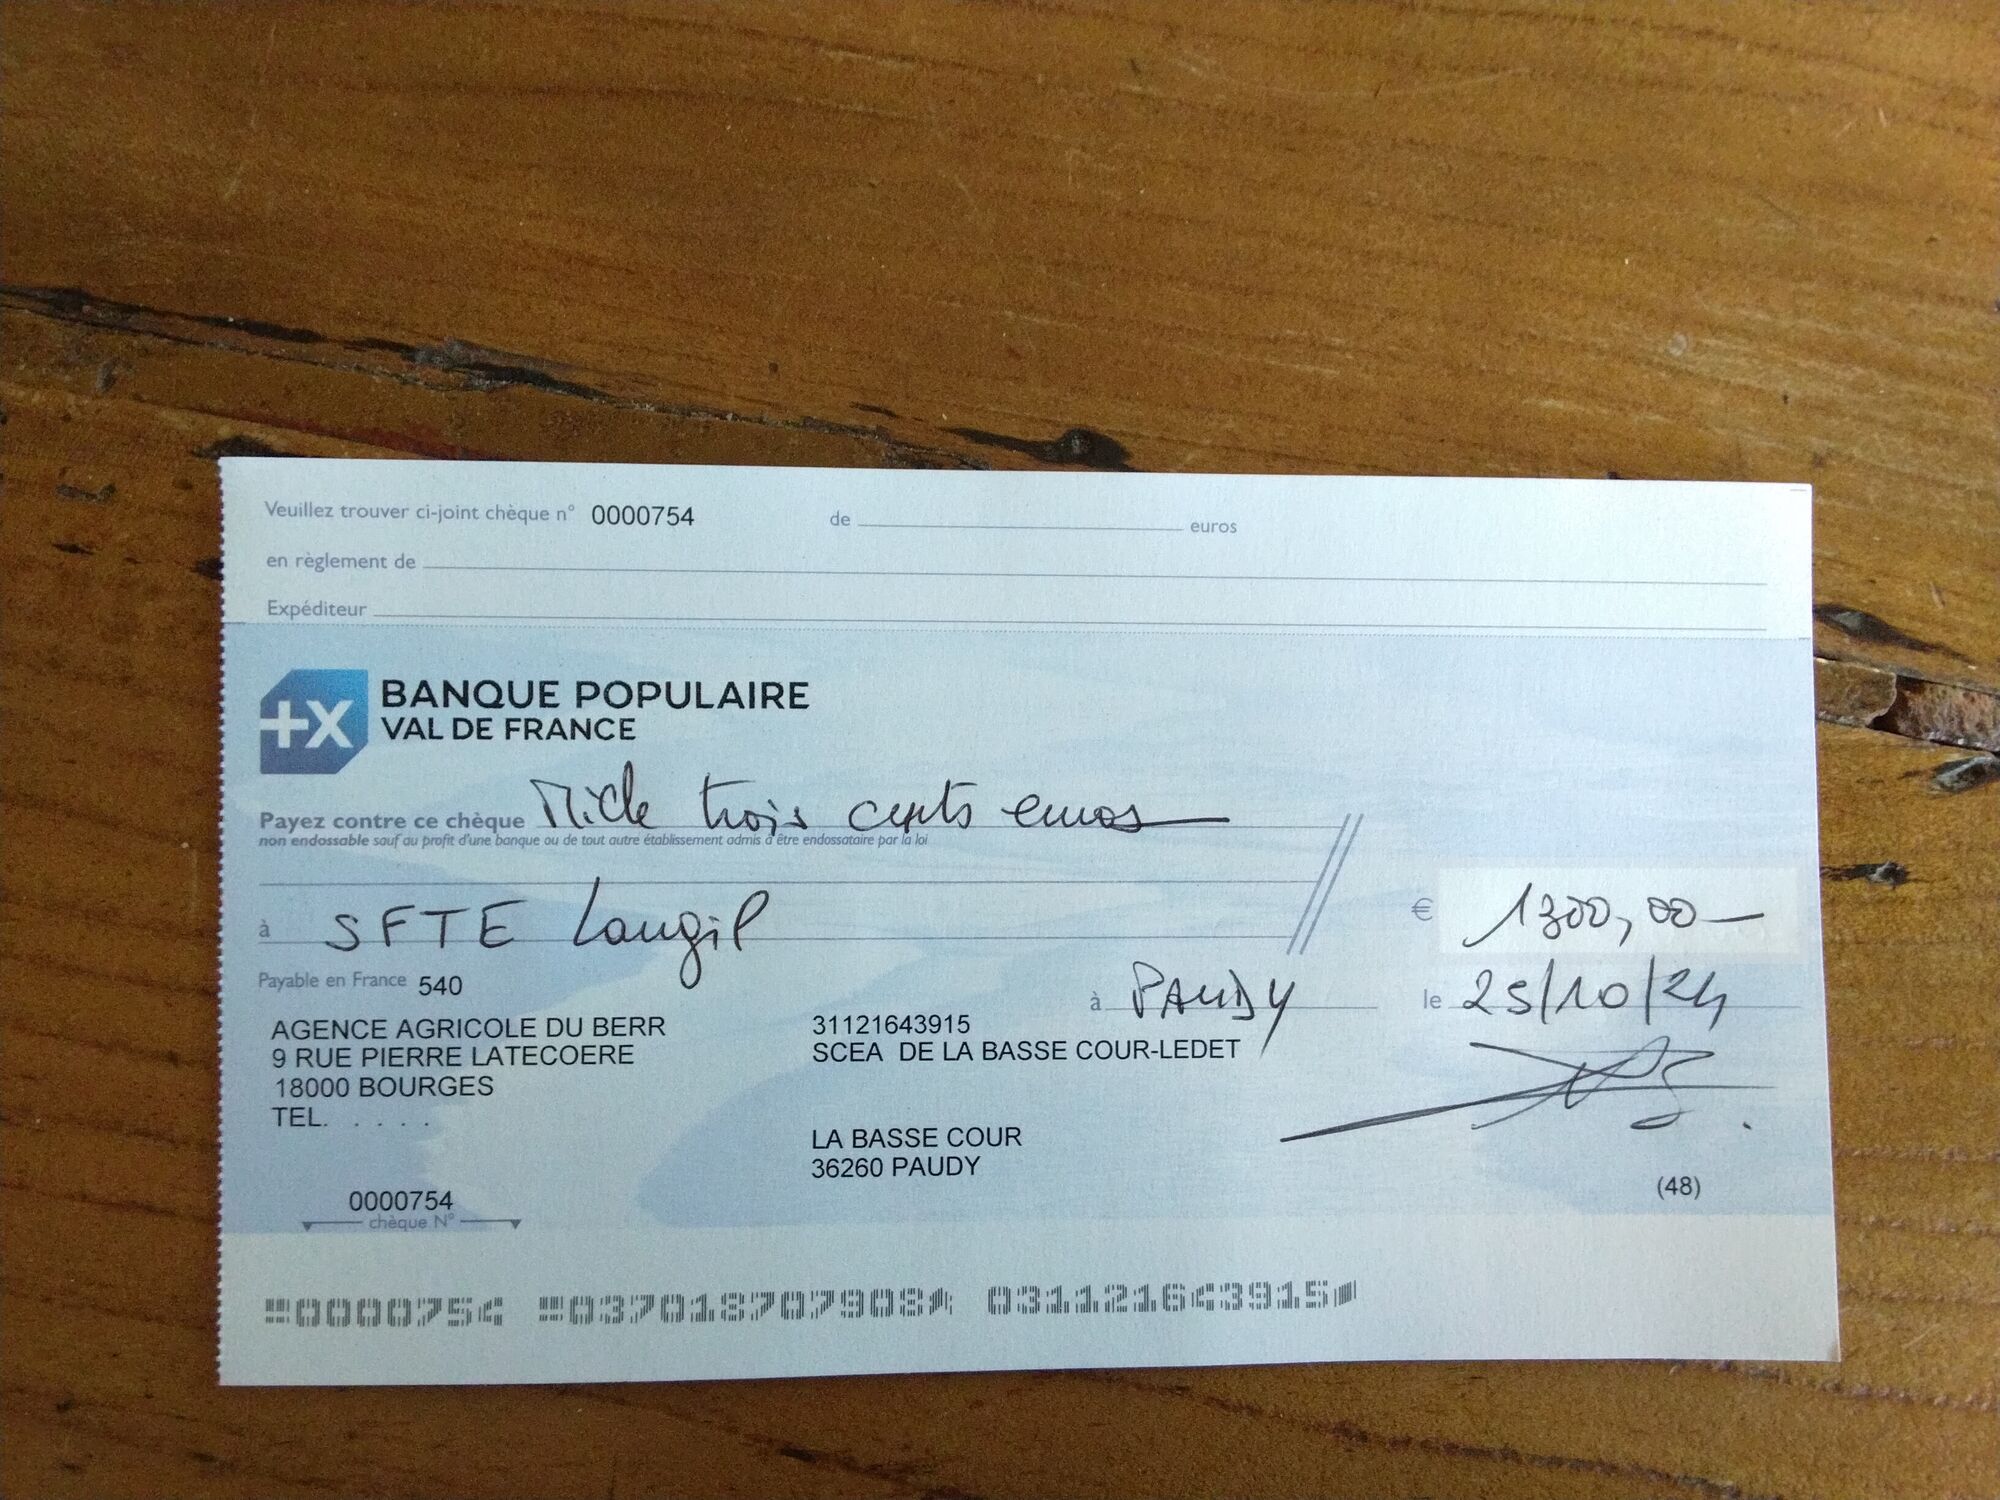 Veuillez trouver ci-joint chèque n° 0000754 de euros
en règlement de
Expéditeur
+X BANQUE POPULAIRE
VAL DE FRANCE
Payez contre ce chèque Mille trois cents euros
non endossable sauf au profit d'une banque ou de tout autre établissement admis à être endossataire par la loi
à SFTE Langil
€ 1300,00
Payable en France 540
à PAUDY le 25/10/24
AGENCE AGRICOLE DU BERR
9 RUE PIERRE LATECOERE
18000 BOURGES
TEL. . . . .
31121643915
SCEA DE LA BASSE COUR-LEDET
LA BASSE COUR
36260 PAUDY
(48)
0000754
chèque N°
0000754 037018707908 031121643915